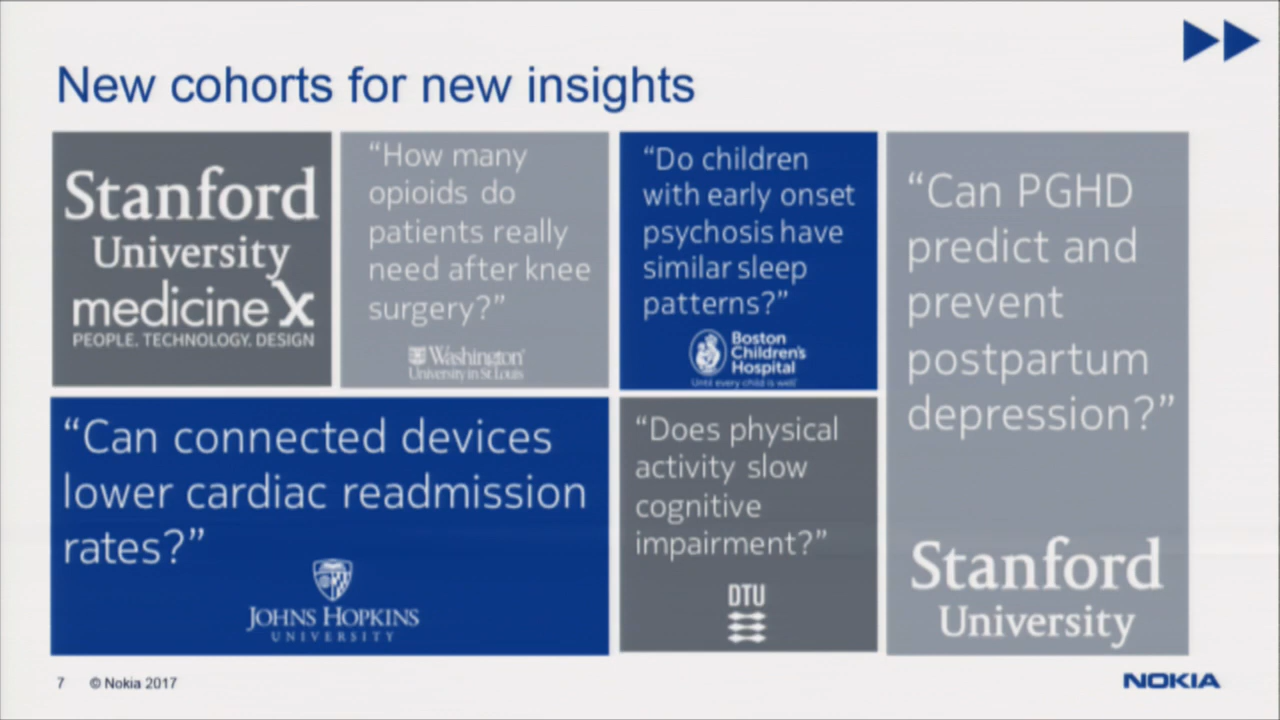 New cohorts for new insights
Stanford
University
medicine X
PEOPLE. TECHNOLOGY. DESIGN
“How many
opioids do
patients really
need after knee
surgery?”
Washington
University in St. Louis
“Do children
with early onset
psychosis have
similar sleep
patterns?”
Boston
Children's
Hospital
Until every child is well
“Can PGHD
predict and
prevent
postpartum
depression?”
Stanford
University
“Can connected devices
lower cardiac readmission
rates?”
JOHNS HOPKINS
UNIVERSITY
“Does physical
activity slow
cognitive
impairment?”
DTU
7 © Nokia 2017
NOKIA